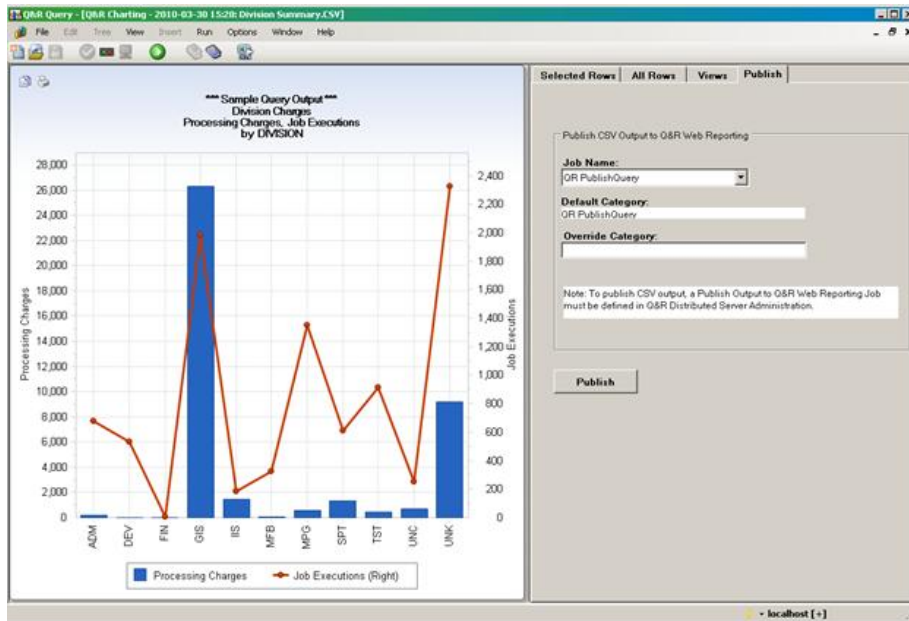 Q&R Query - [Q&R Charting - 2010-03-30 15:20: Division Summary.CSV]
File Edit Tree View Insert Run Options Window Help
*** Sample Query Output ***
Division Charges
Processing Charges, Job Executions
by DIVISION
Processing Charges
28,000
26,000
24,000
22,000
20,000
18,000
16,000
14,000
12,000
10,000
8,000
6,000
4,000
2,000
0
2,400
2,200
2,000
1,800
1,600
1,400
1,200
1,000
800
600
400
200
0
Job Executions
ADM DEV FIN GIS IIS MFB MPG SPT TST UNC UNK
Processing Charges Job Executions (Right)
Selected Rows All Rows Views Publish
Publish CSV Output to Q&R Web Reporting
Job Name:
QR PublishQuery
Default Category:
QR PublishQuery
Override Category:
Note: To publish CSV output, a Publish Output to Q&R Web Reporting Job
must be defined in Q&R Distributed Server Administration.
Publish
localhost [+]